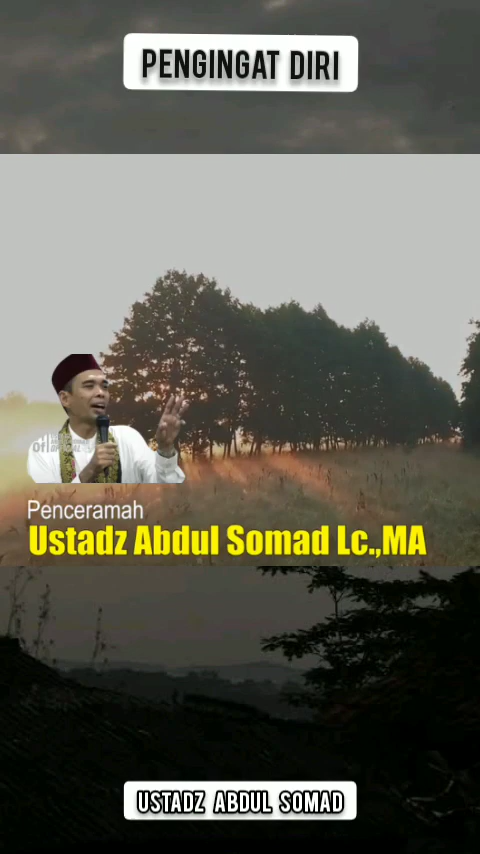 PENGINGAT DIRI
Penceramah
Ustadz Abdul Somad Lc.,MA
USTADZ ABDUL SOMAD